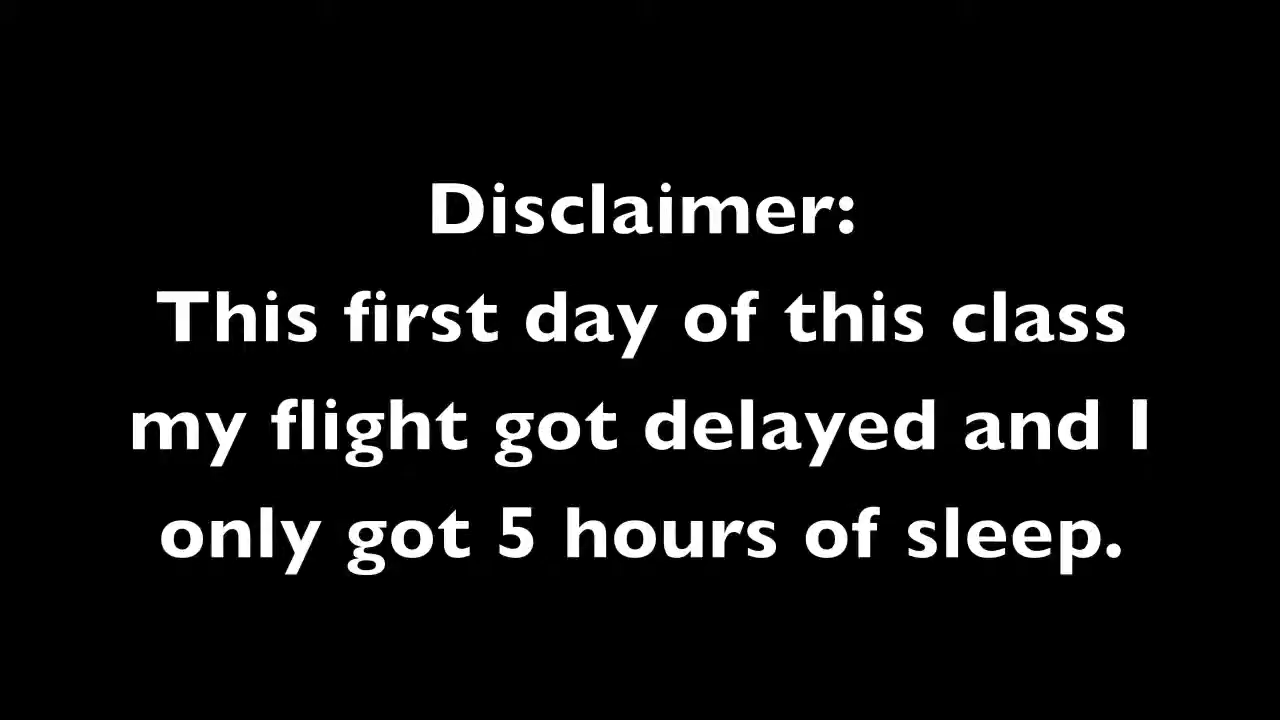 Disclaimer:
This first day of this class
my flight got delayed and I
only got 5 hours of sleep.